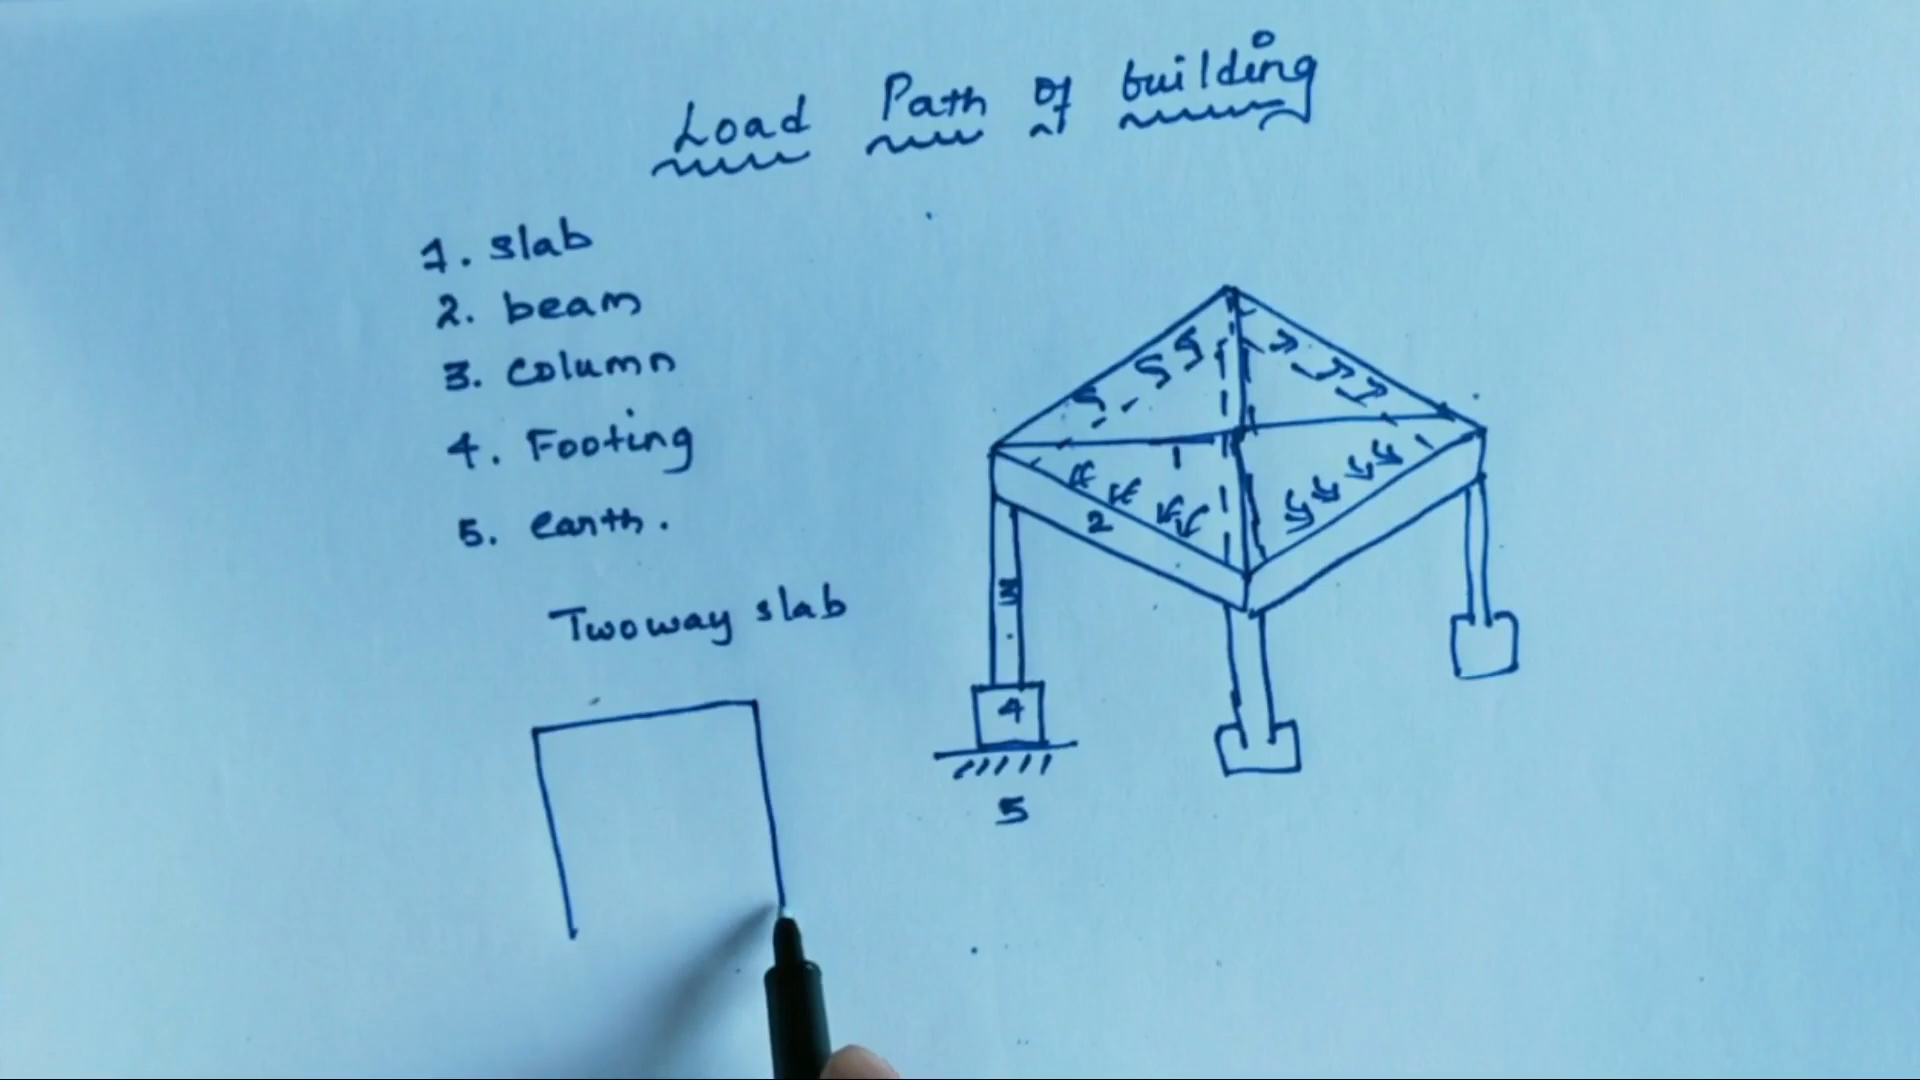 Load Path of building
1. slab
2. beam
3. column
4. Footing
5. earth.
Twoway slab
2
3
4
5